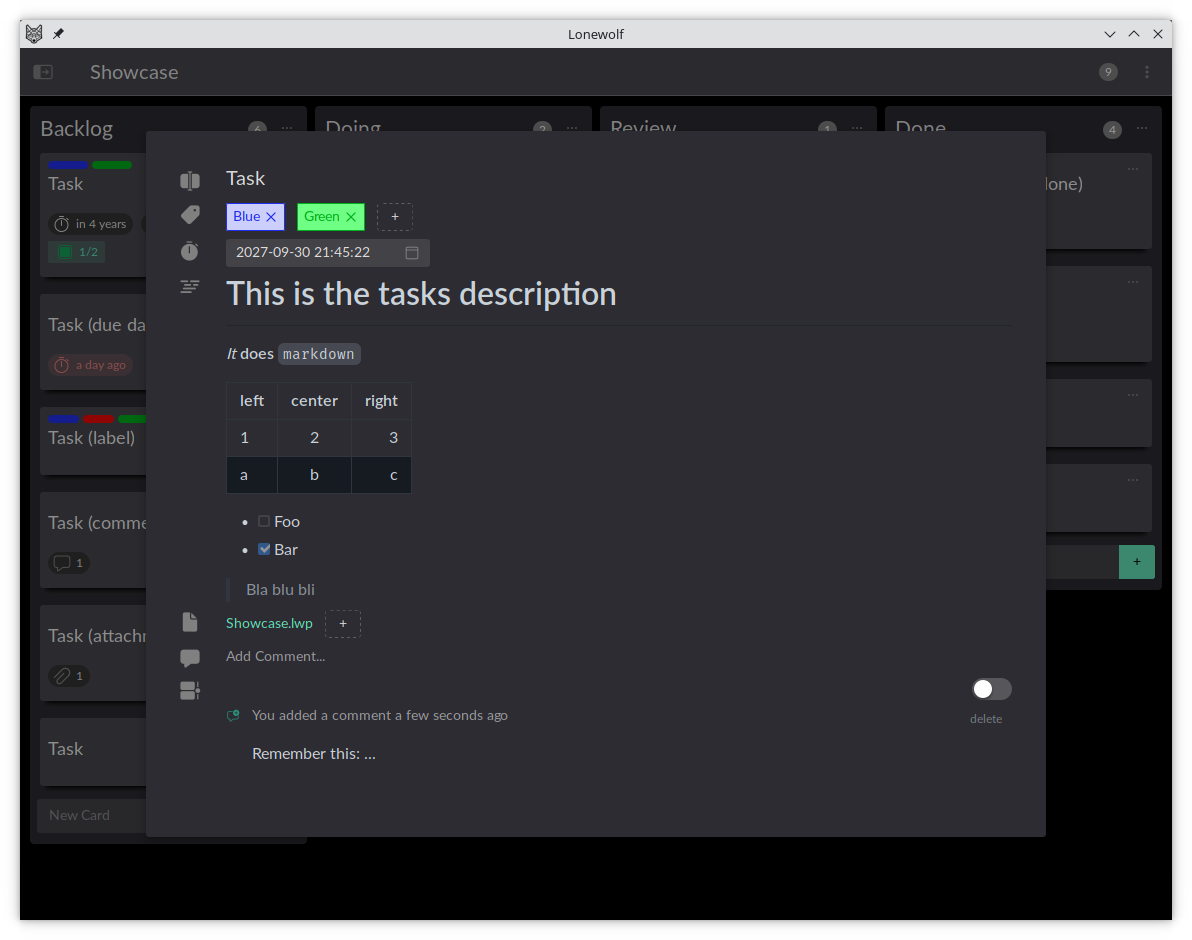 Lonewolf
Showcase
9
Backlog
6
Doing
2
Review
1
Done
4
Task
in 4 years
1/2
Task (due da
a day ago
Task (label)
Task (comme
1
Task (attachm
1
Task
New Card
lone)
+
Task
Blue
Green
+
2027-09-30 21:45:22
This is the tasks description
It does markdown
left center right
1 2 3
a b c
Foo
Bar
Bla blu bli
Showcase.lwp +
Add Comment...
You added a comment a few seconds ago
delete
Remember this: ...